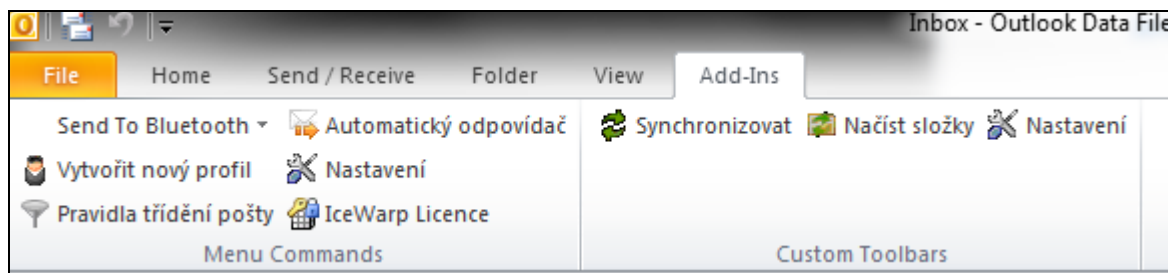 Inbox - Outlook Data File
File Home Send / Receive Folder View Add-Ins
Send To Bluetooth Automatický odpovídač Synchronizovat Načíst složky Nastavení
Vytvořit nový profil Nastavení
Pravidla třídění pošty IceWarp Licence
Menu Commands Custom Toolbars